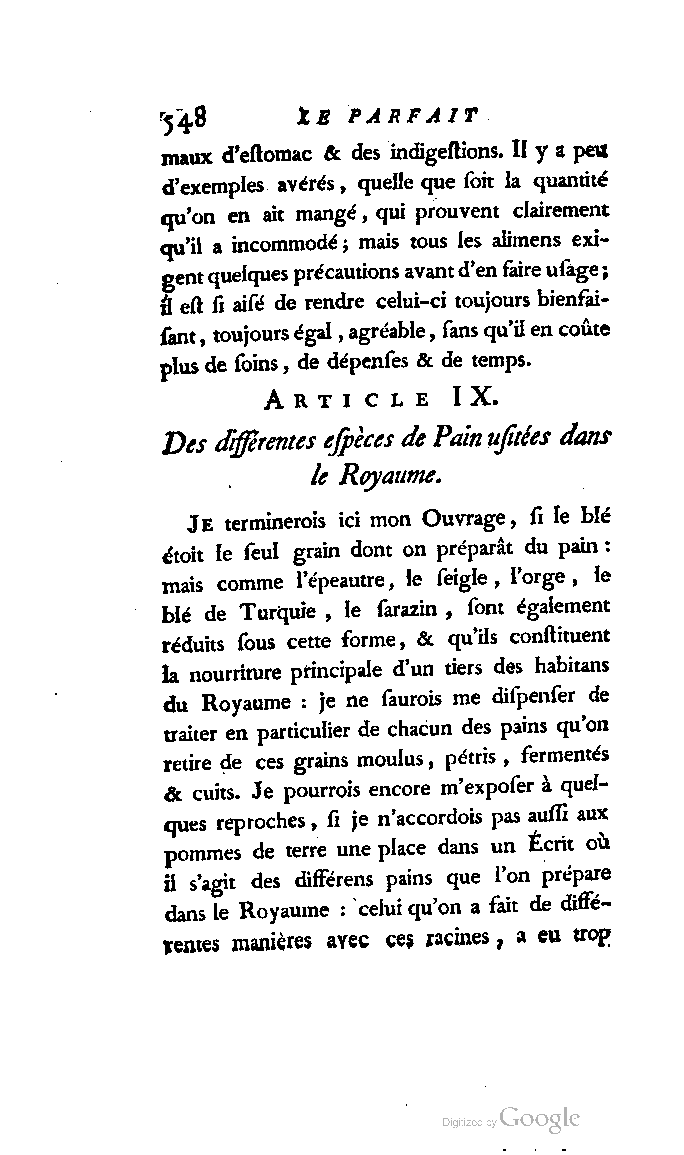 548 LE PARFAIT
maux d'eſtomac & des indigeſtions. Il y a peu
d'exemples avérés, quelle que ſoit la quantité
qu'on en ait mangé, qui prouvent clairement
qu'il a incommodé; mais tous les alimens exi-
gent quelques précautions avant d'en faire uſage;
il eſt ſi aiſé de rendre celui-ci toujours bienfai-
ſant, toujours égal, agréable, ſans qu'il en coûte
plus de ſoins, de dépenſes & de temps.
ARTICLE IX.
Des différentes eſpèces de Pain uſitées dans
le Royaume.
JE terminerois ici mon Ouvrage, ſi le blé
étoit le ſeul grain dont on préparât du pain :
mais comme l'épeautre, le ſeigle, l'orge, le
blé de Turquie, le ſarazin, ſont également
réduits ſous cette forme, & qu'ils conſtituent
la nourriture principale d'un tiers des habitans
du Royaume : je ne ſaurois me diſpenſer de
traiter en particulier de chacun des pains qu'on
retire de ces grains moulus, pétris, fermentés
& cuits. Je pourrois encore m'expoſer à quel-
ques reproches, ſi je n'accordois pas auſſi aux
pommes de terre une place dans un Écrit où
il s'agit des différens pains que l'on prépare
dans le Royaume : celui qu'on a fait de diffé-
rentes manières avec ces racines, a eu trop
Digitized by Google